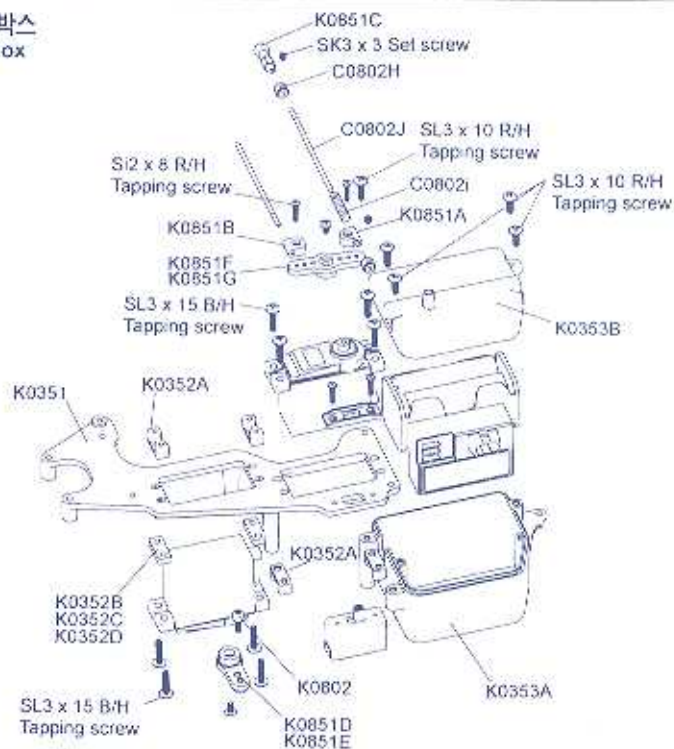 박스
ox
K0851C
SK3 x 3 Set screw
C0802H
C0802J
SL3 x 10 R/H
Tapping screw
Si2 x 8 R/H
Tapping screw
C0802i
SL3 x 10 R/H
Tapping screw
K0851A
K0851B
K0851F
K0851G
SL3 x 15 B/H
Tapping screw
K0353B
K0352A
K0351
K0352A
K0352B
K0352C
K0352D
K0802
K0353A
SL3 x 15 B/H
Tapping screw
K0851D
K0851E